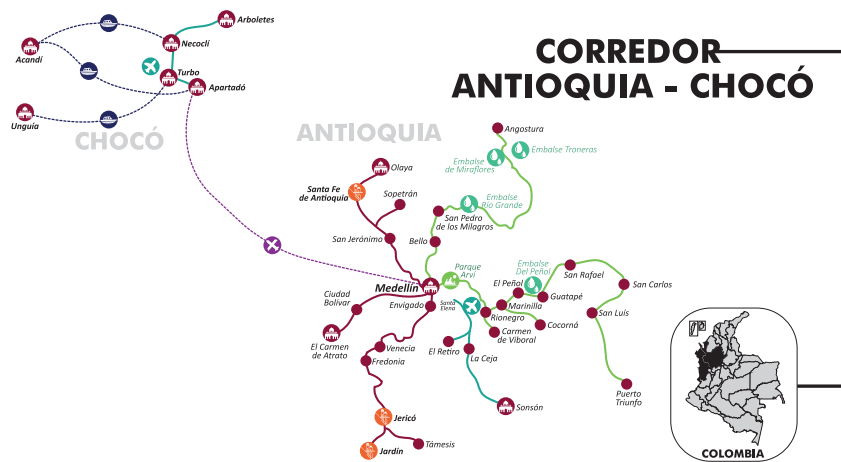 CORREDOR
ANTIOQUIA - CHOCÓ
Arboletes
Necoclí
Acandí
Turbo
Apartadó
Unguía
CHOCÓ
ANTIOQUIA
Angostura
Embalse Troneras
Embalse
de Miraflores
Olaya
Santa Fe
de Antioquia
Sopetrán
Embalse
Río Grande
San Pedro
de los Milagros
San Jerónimo
Bello
Parque
Arví
Embalse
Del Peñol
San Rafael
San Carlos
Medellín
El Peñol
Guatapé
Ciudad
Bolívar
Envigado
Santa
Elena
Marinilla
Rionegro
San Luis
Cocorná
Carmen
de Viboral
El Carmen
de Atrato
Venecia
Fredonia
El Retiro
La Ceja
Puerto
Triunfo
Sonsón
Jericó
Jardín
Támesis
COLOMBIA